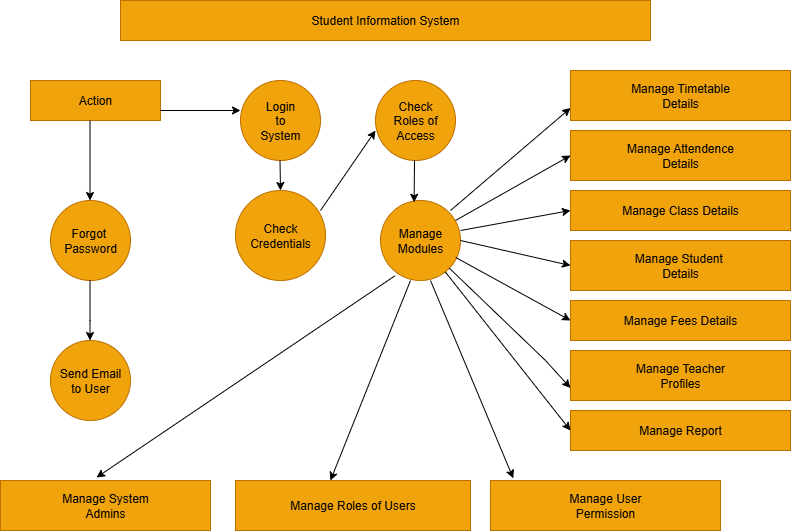 Student Information System
Action
Login
to
System
Check
Roles of
Access
Manage Timetable
Details
Manage Attendence
Details
Manage Class Details
Forgot
Password
Check
Credentials
Manage
Modules
Manage Student
Details
Manage Fees Details
Send Email
to User
Manage Teacher
Profiles
Manage Report
Manage System
Admins
Manage Roles of Users
Manage User
Permission